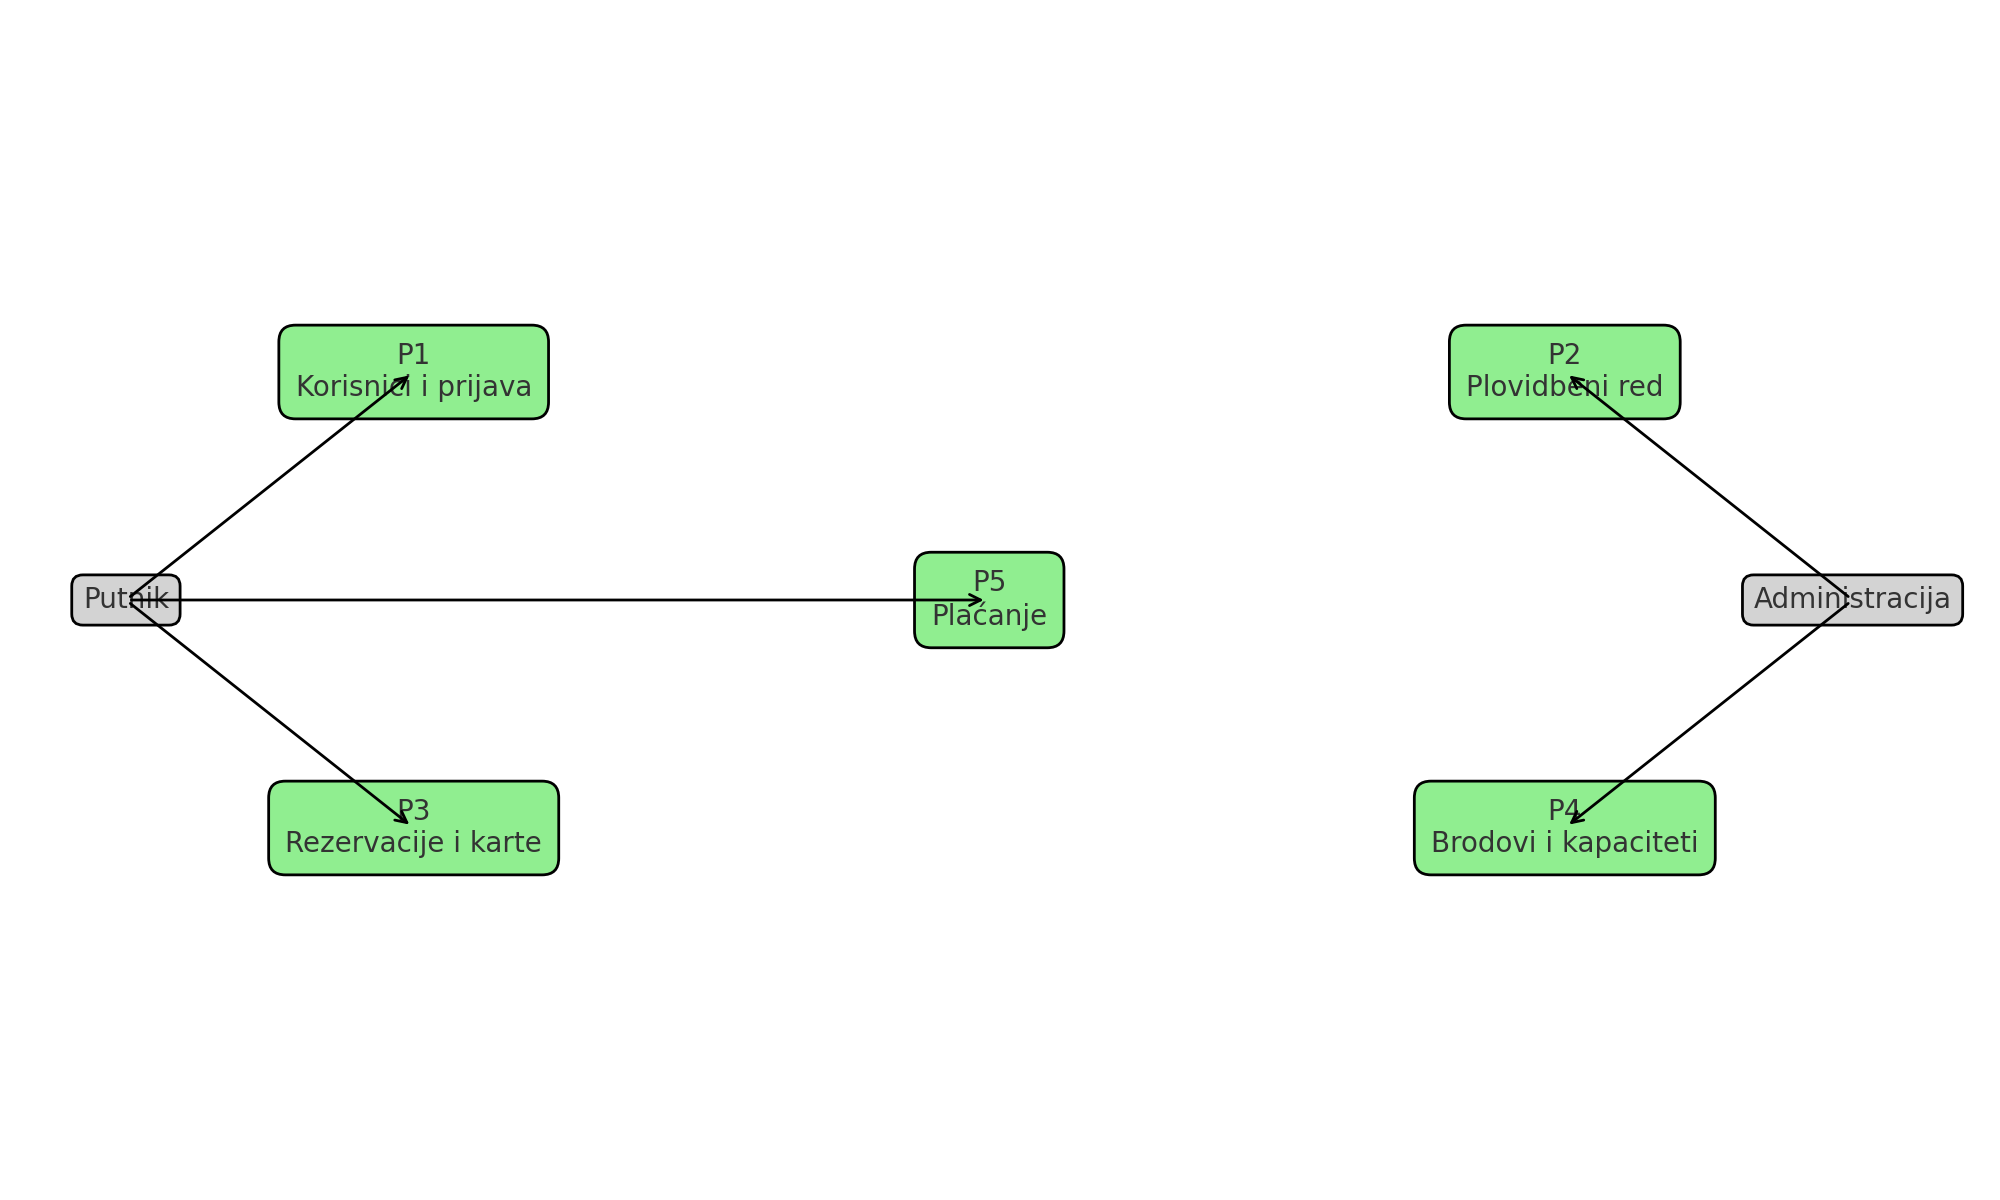 P1
Korisnici i prijava
P2
Plovidbeni red
Putnik
P5
Plaćanje
Administracija
P3
Rezervacije i karte
P4
Brodovi i kapaciteti